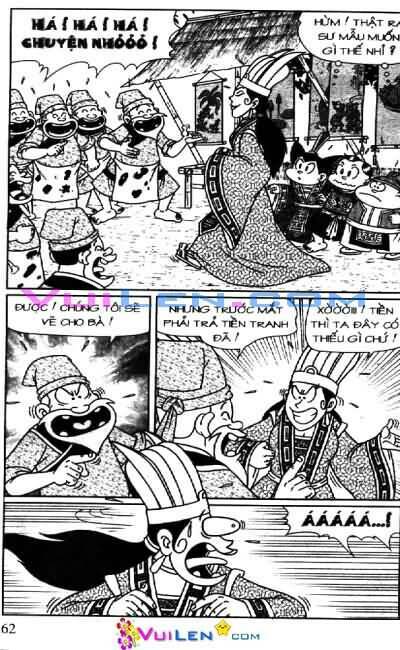 HÁ ! HÁ ! HÁ !
CHUYỆN NHÓÓÓ !
HỪM ! THẬT RA
SƯ MẪU MUỐN
GÌ THẾ NHỈ ?
VUILEN.COM
ĐƯỢC ! CHÚNG TÔI SẼ
VẼ CHO BÀ !
NHƯNG TRƯỚC MẮT
PHẢI TRẢ TIỀN TRANH
ĐÃ !
XÒÒÒIII ! TIỀN
THÌ TA ĐÂY CÓ
THIẾU GÌ CHỨ !
ÁÁÁÁÁ...!
62
VUILEN.COM